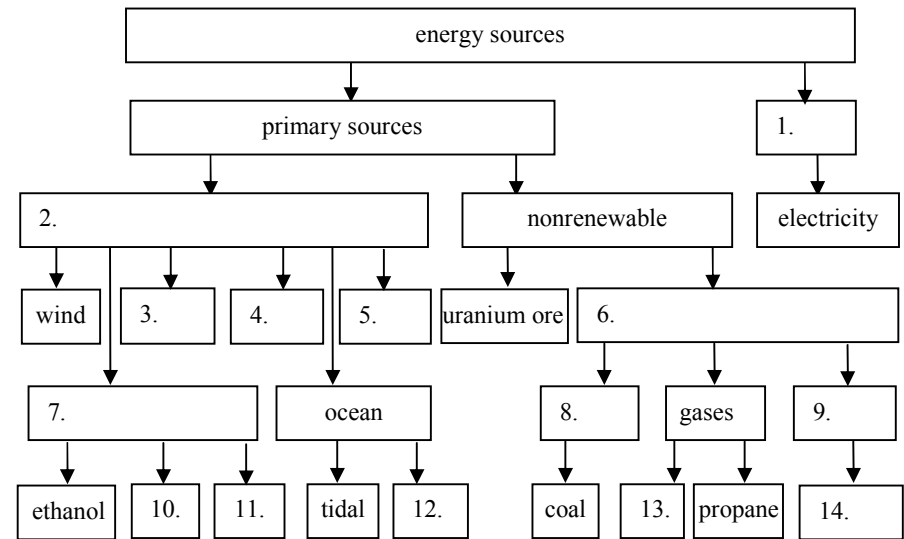 energy sources
primary sources
1.
2.
nonrenewable
electricity
wind
3.
4.
5.
uranium ore
6.
7.
ocean
8.
gases
9.
ethanol
10.
11.
tidal
12.
coal
13.
propane
14.